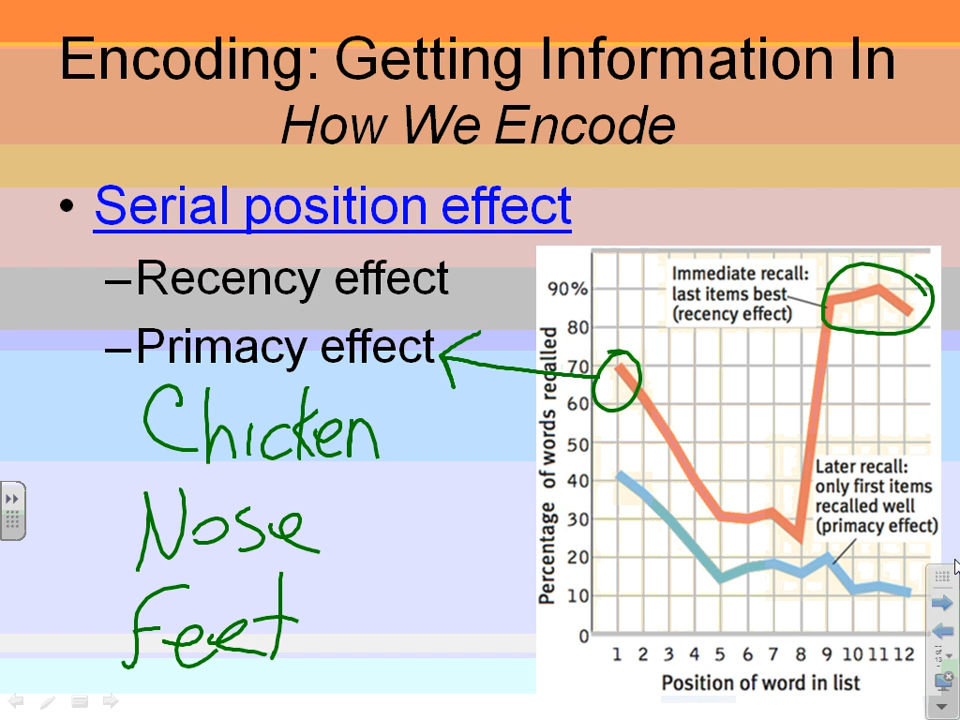 Encoding: Getting Information In
How We Encode
• Serial position effect
–Recency effect
–Primacy effect
Chicken
Nose
Feet
Percentage of words recalled
90%
80
70
60
50
40
30
20
10
0
Immediate recall:
last items best
(recency effect)
Later recall:
only first items
recalled well
(primacy effect)
1 2 3 4 5 6 7 8 9 10 11 12
Position of word in list